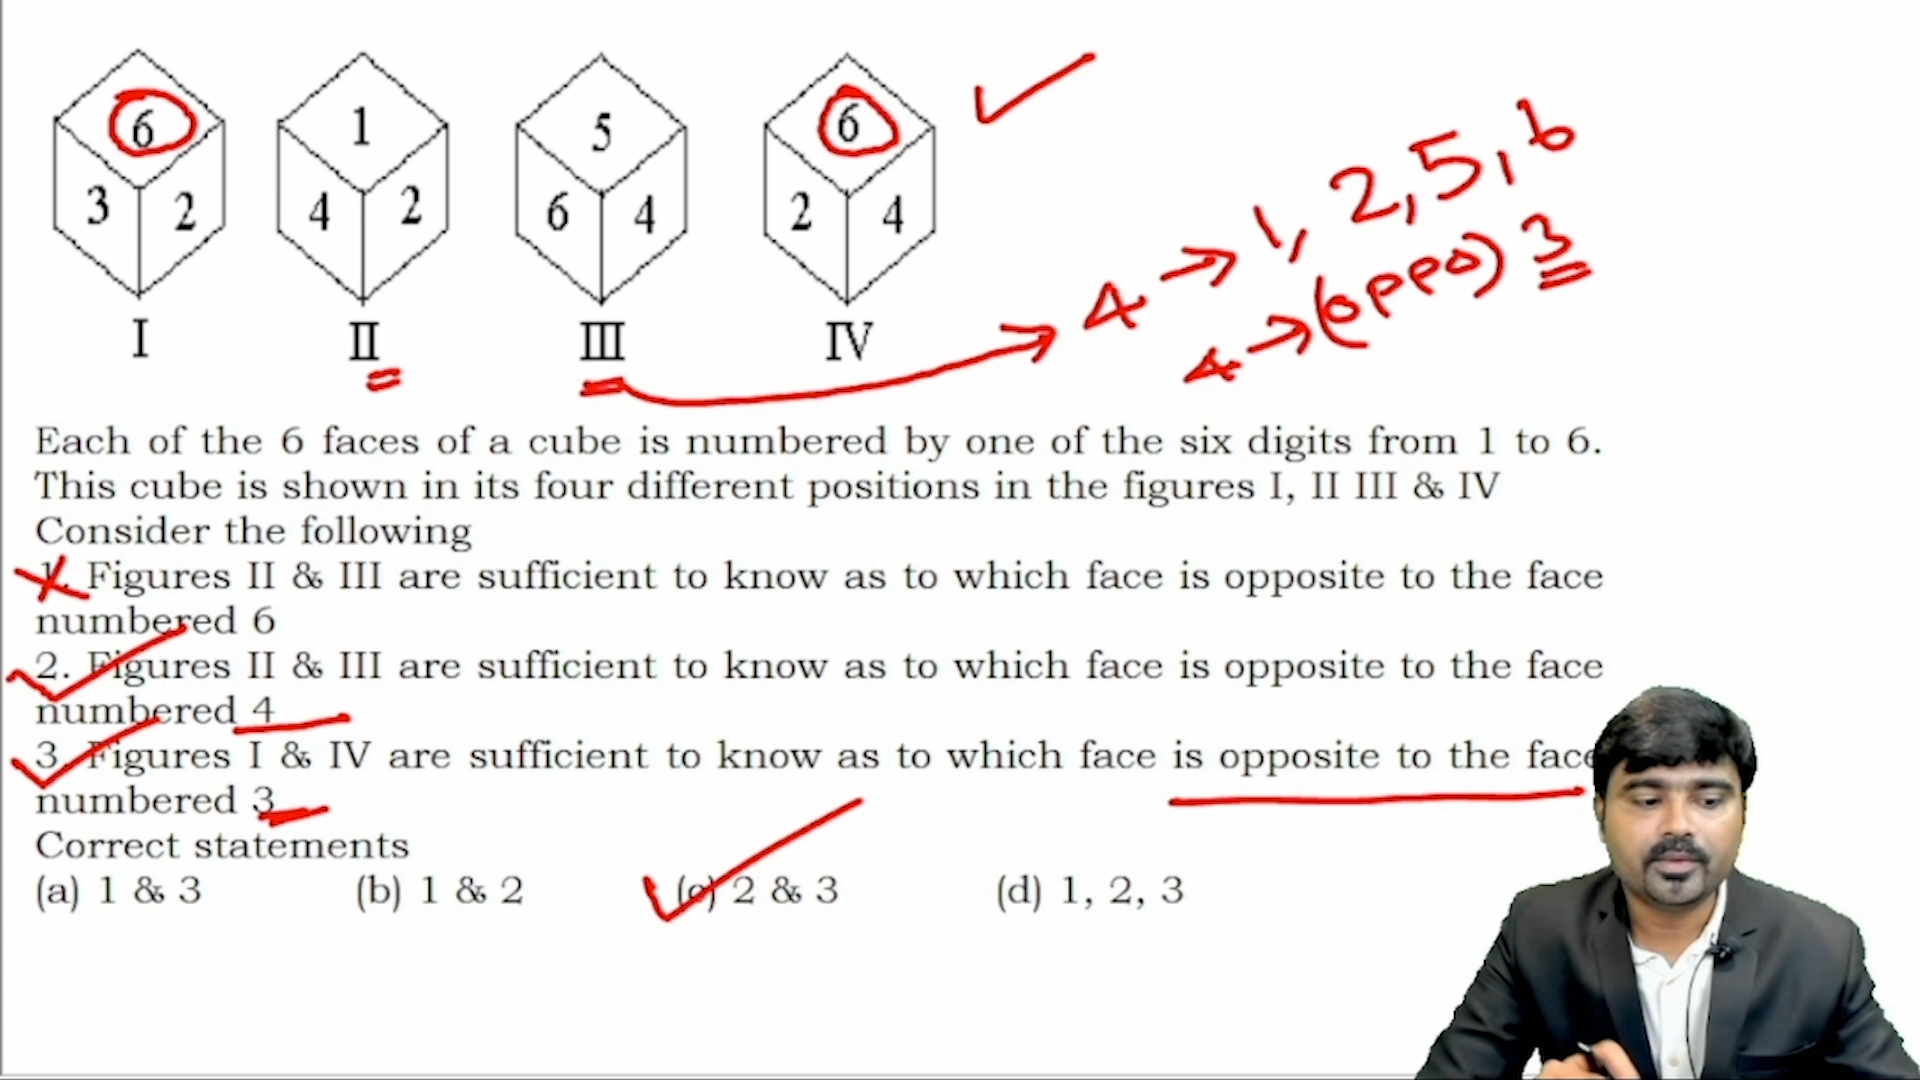 6 1 5 6
3 2 4 2 6 4 2 4
I II III IV
4 → 1, 2, 5, 6
4 → (oppo) 3
Each of the 6 faces of a cube is numbered by one of the six digits from 1 to 6.
This cube is shown in its four different positions in the figures I, II III & IV
Consider the following
1. Figures II & III are sufficient to know as to which face is opposite to the face
numbered 6
2. Figures II & III are sufficient to know as to which face is opposite to the face
numbered 4
3. Figures I & IV are sufficient to know as to which face is opposite to the face
numbered 3
Correct statements
(a) 1 & 3 (b) 1 & 2 (c) 2 & 3 (d) 1, 2, 3